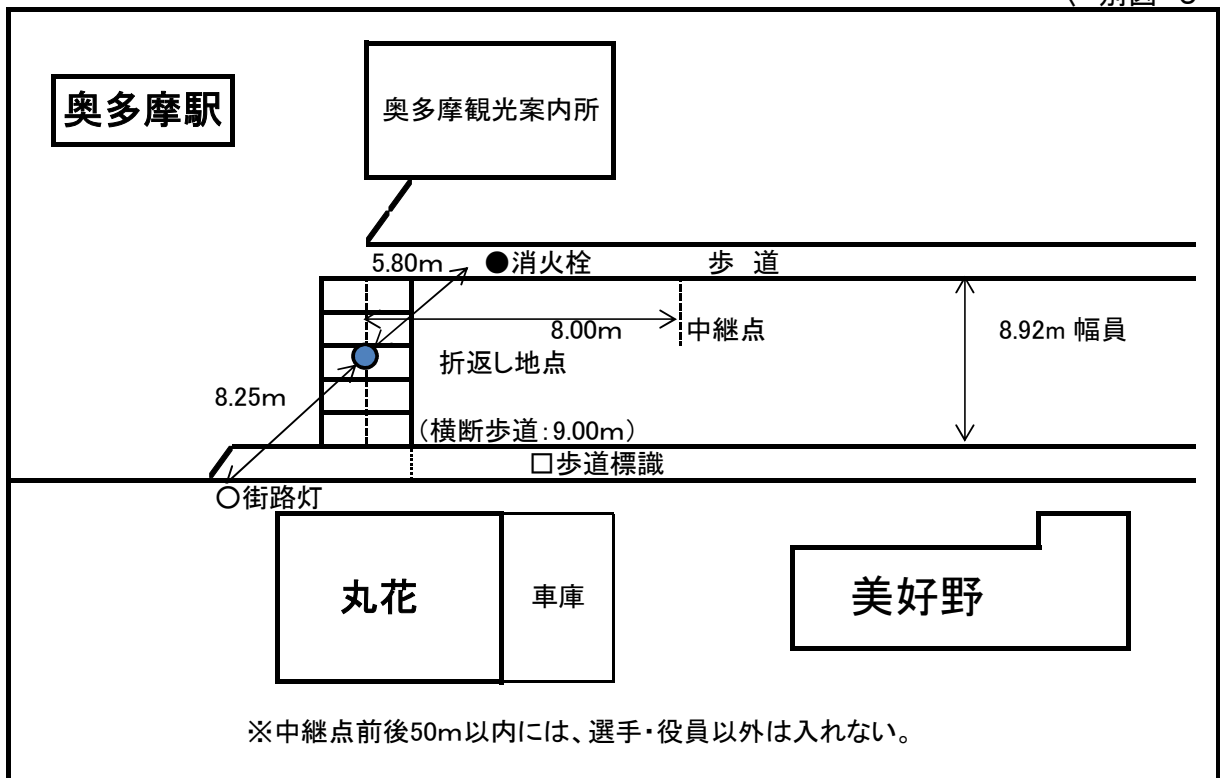 奥多摩駅
奥多摩観光案内所
5.80m
●消火栓
歩 道
8.00m
中継点
8.92m 幅員
折返し地点
8.25m
(横断歩道:9.00m)
□歩道標識
○街路灯
丸花
車庫
美好野
※中継点前後50m以内には、選手・役員以外は入れない。